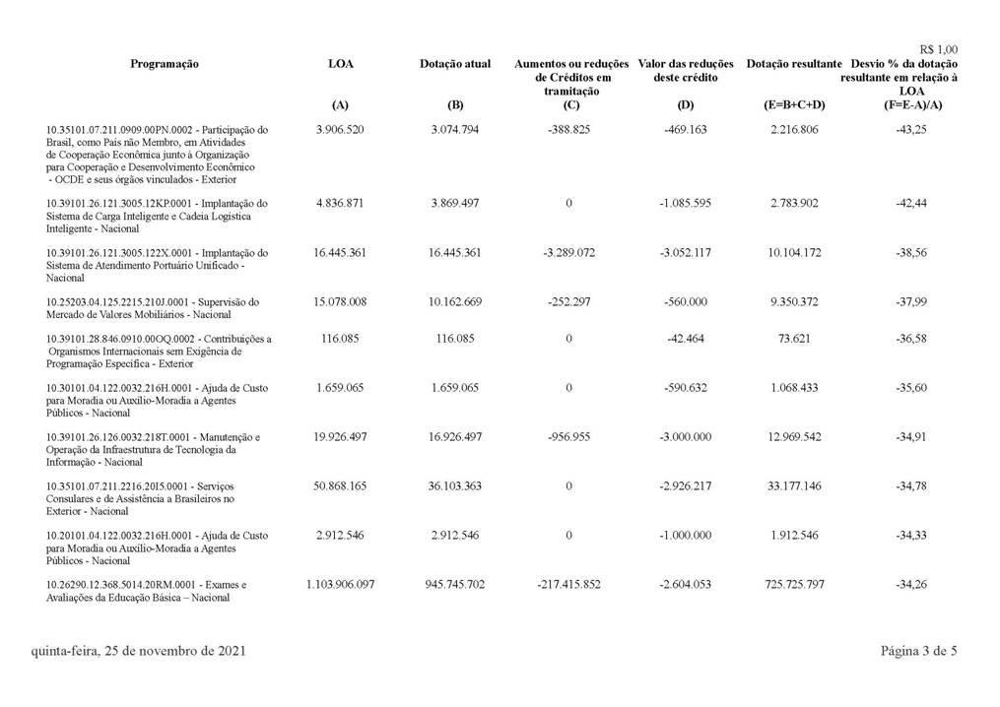 R$ 1,00
Programação LOA Dotação atual Aumentos ou reduções Valor das reduções Dotação resultante Desvio % da dotação
de Créditos em deste crédito resultante em relação à
tramitação LOA
(A) (B) (C) (D) (E=B+C+D) (F=E-A)/A)
10.35101.07.211.0909.00PN.0002 - Participação do 3.906.520 3.074.794 -388.825 -469.163 2.216.806 -43,25
Brasil, como País não Membro, em Atividades
de Cooperação Econômica junto à Organização
para Cooperação e Desenvolvimento Econômico
- OCDE e seus órgãos vinculados - Exterior
10.39101.26.121.3005.12KP.0001 - Implantação do 4.836.871 3.869.497 0 -1.085.595 2.783.902 -42,44
Sistema de Carga Inteligente e Cadeia Logística
Inteligente - Nacional
10.39101.26.121.3005.122X.0001 - Implantação do 16.445.361 16.445.361 -3.289.072 -3.052.117 10.104.172 -38,56
Sistema de Atendimento Portuário Unificado -
Nacional
10.25203.04.125.2215.210J.0001 - Supervisão do 15.078.008 10.162.669 -252.297 -560.000 9.350.372 -37,99
Mercado de Valores Mobiliários - Nacional
10.39101.28.846.0910.00OQ.0002 - Contribuições a 116.085 116.085 0 -42.464 73.621 -36,58
Organismos Internacionais sem Exigência de
Programação Específica - Exterior
10.30101.04.122.0032.216H.0001 - Ajuda de Custo 1.659.065 1.659.065 0 -590.632 1.068.433 -35,60
para Moradia ou Auxílio-Moradia a Agentes
Públicos - Nacional
10.39101.26.126.0032.218T.0001 - Manutenção e 19.926.497 16.926.497 -956.955 -3.000.000 12.969.542 -34,91
Operação da Infraestrutura de Tecnologia da
Informação - Nacional
10.35101.07.211.2216.20I5.0001 - Serviços 50.868.165 36.103.363 0 -2.926.217 33.177.146 -34,78
Consulares e de Assistência a Brasileiros no
Exterior - Nacional
10.20101.04.122.0032.216H.0001 - Ajuda de Custo 2.912.546 2.912.546 0 -1.000.000 1.912.546 -34,33
para Moradia ou Auxílio-Moradia a Agentes
Públicos - Nacional
10.26290.12.368.5014.20RM.0001 - Exames e 1.103.906.097 945.745.702 -217.415.852 -2.604.053 725.725.797 -34,26
Avaliações da Educação Básica – Nacional
quinta-feira, 25 de novembro de 2021 Página 3 de 5